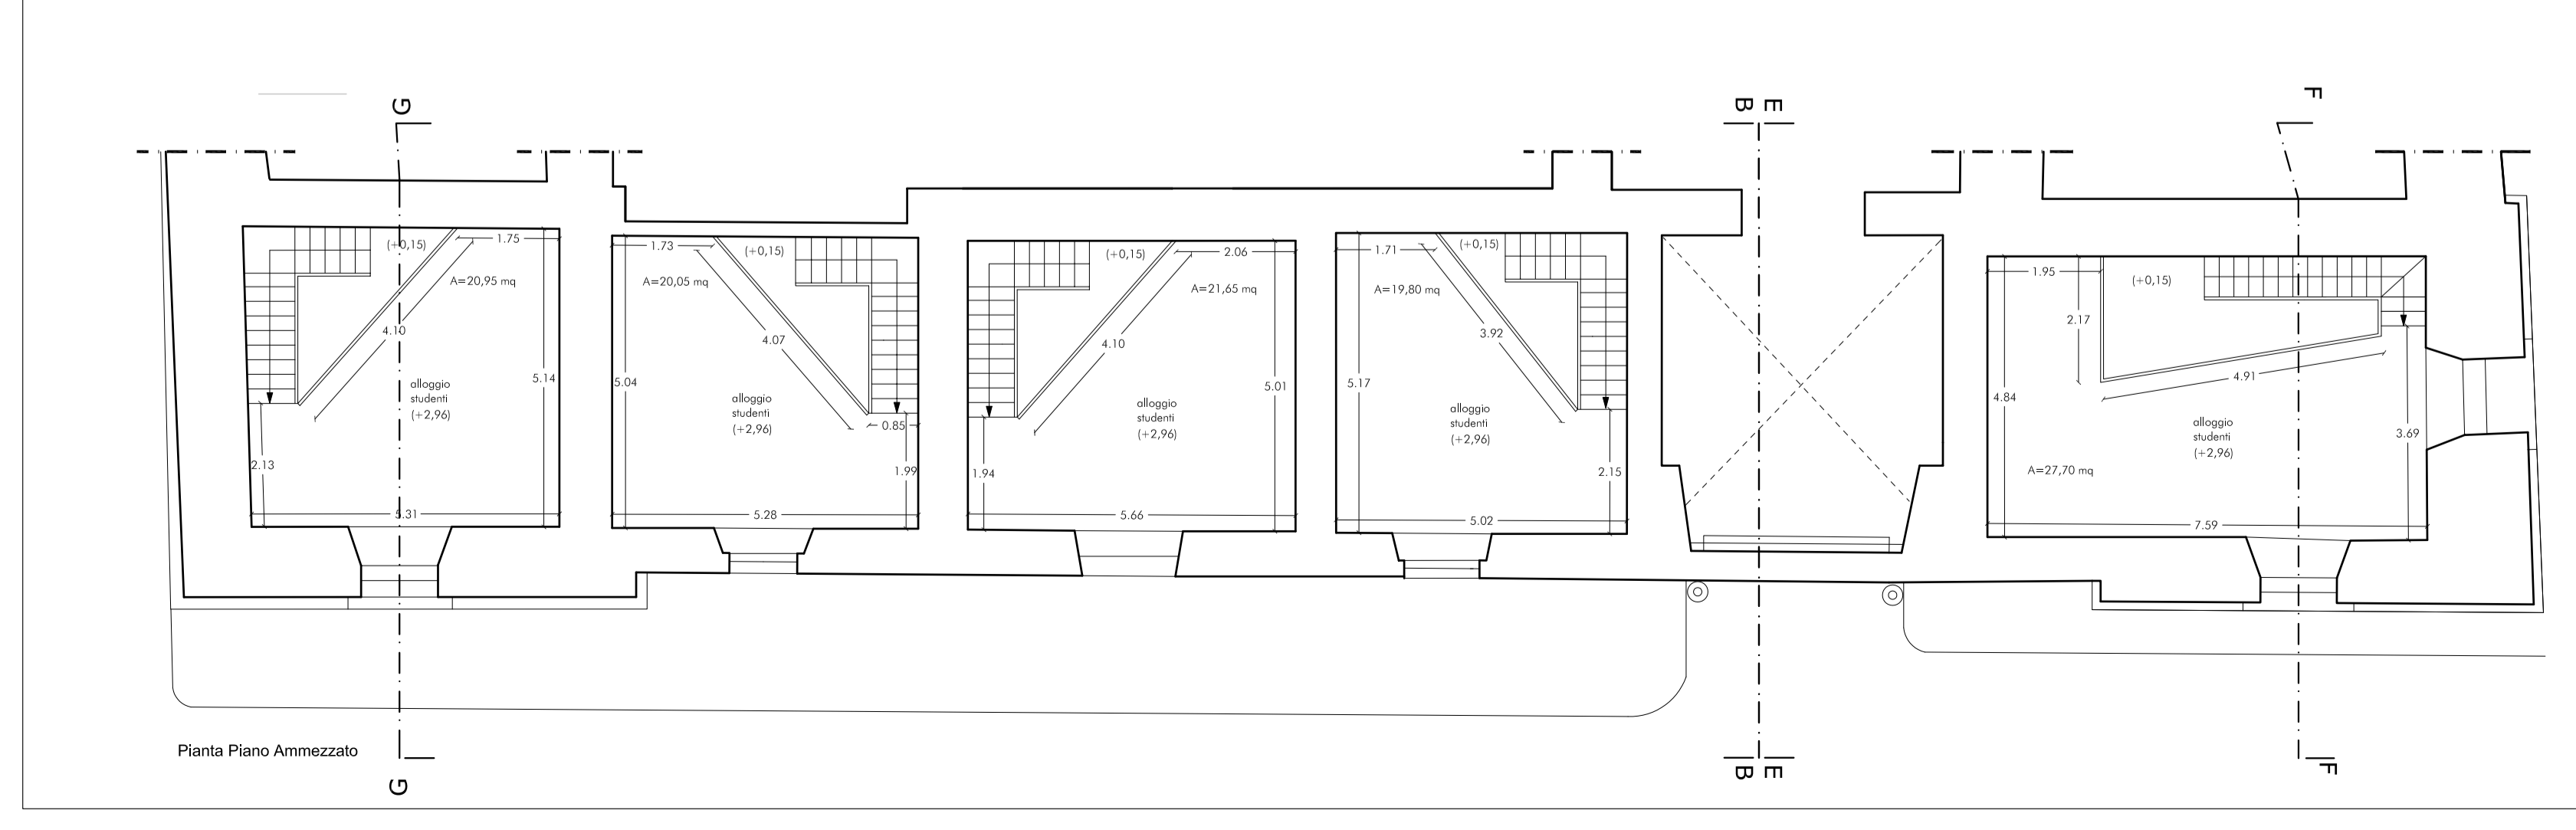 G
B E
F
(+0,15)
1.75
A=20,95 mq
4.10
alloggio
studenti
(+2,96)
5.14
2.13
5.31
1.73
(+0,15)
A=20,05 mq
5.04
4.07
alloggio
studenti
(+2,96)
0.85
1.99
5.28
(+0,15)
2.06
A=21,65 mq
4.10
alloggio
studenti
(+2,96)
5.01
1.94
5.66
1.71
(+0,15)
A=19,80 mq
3.92
5.17
alloggio
studenti
(+2,96)
2.15
5.02
1.95
(+0,15)
2.17
4.91
4.84
alloggio
studenti
(+2,96)
3.69
A=27,70 mq
7.59
Pianta Piano Ammezzato
G
B E
F